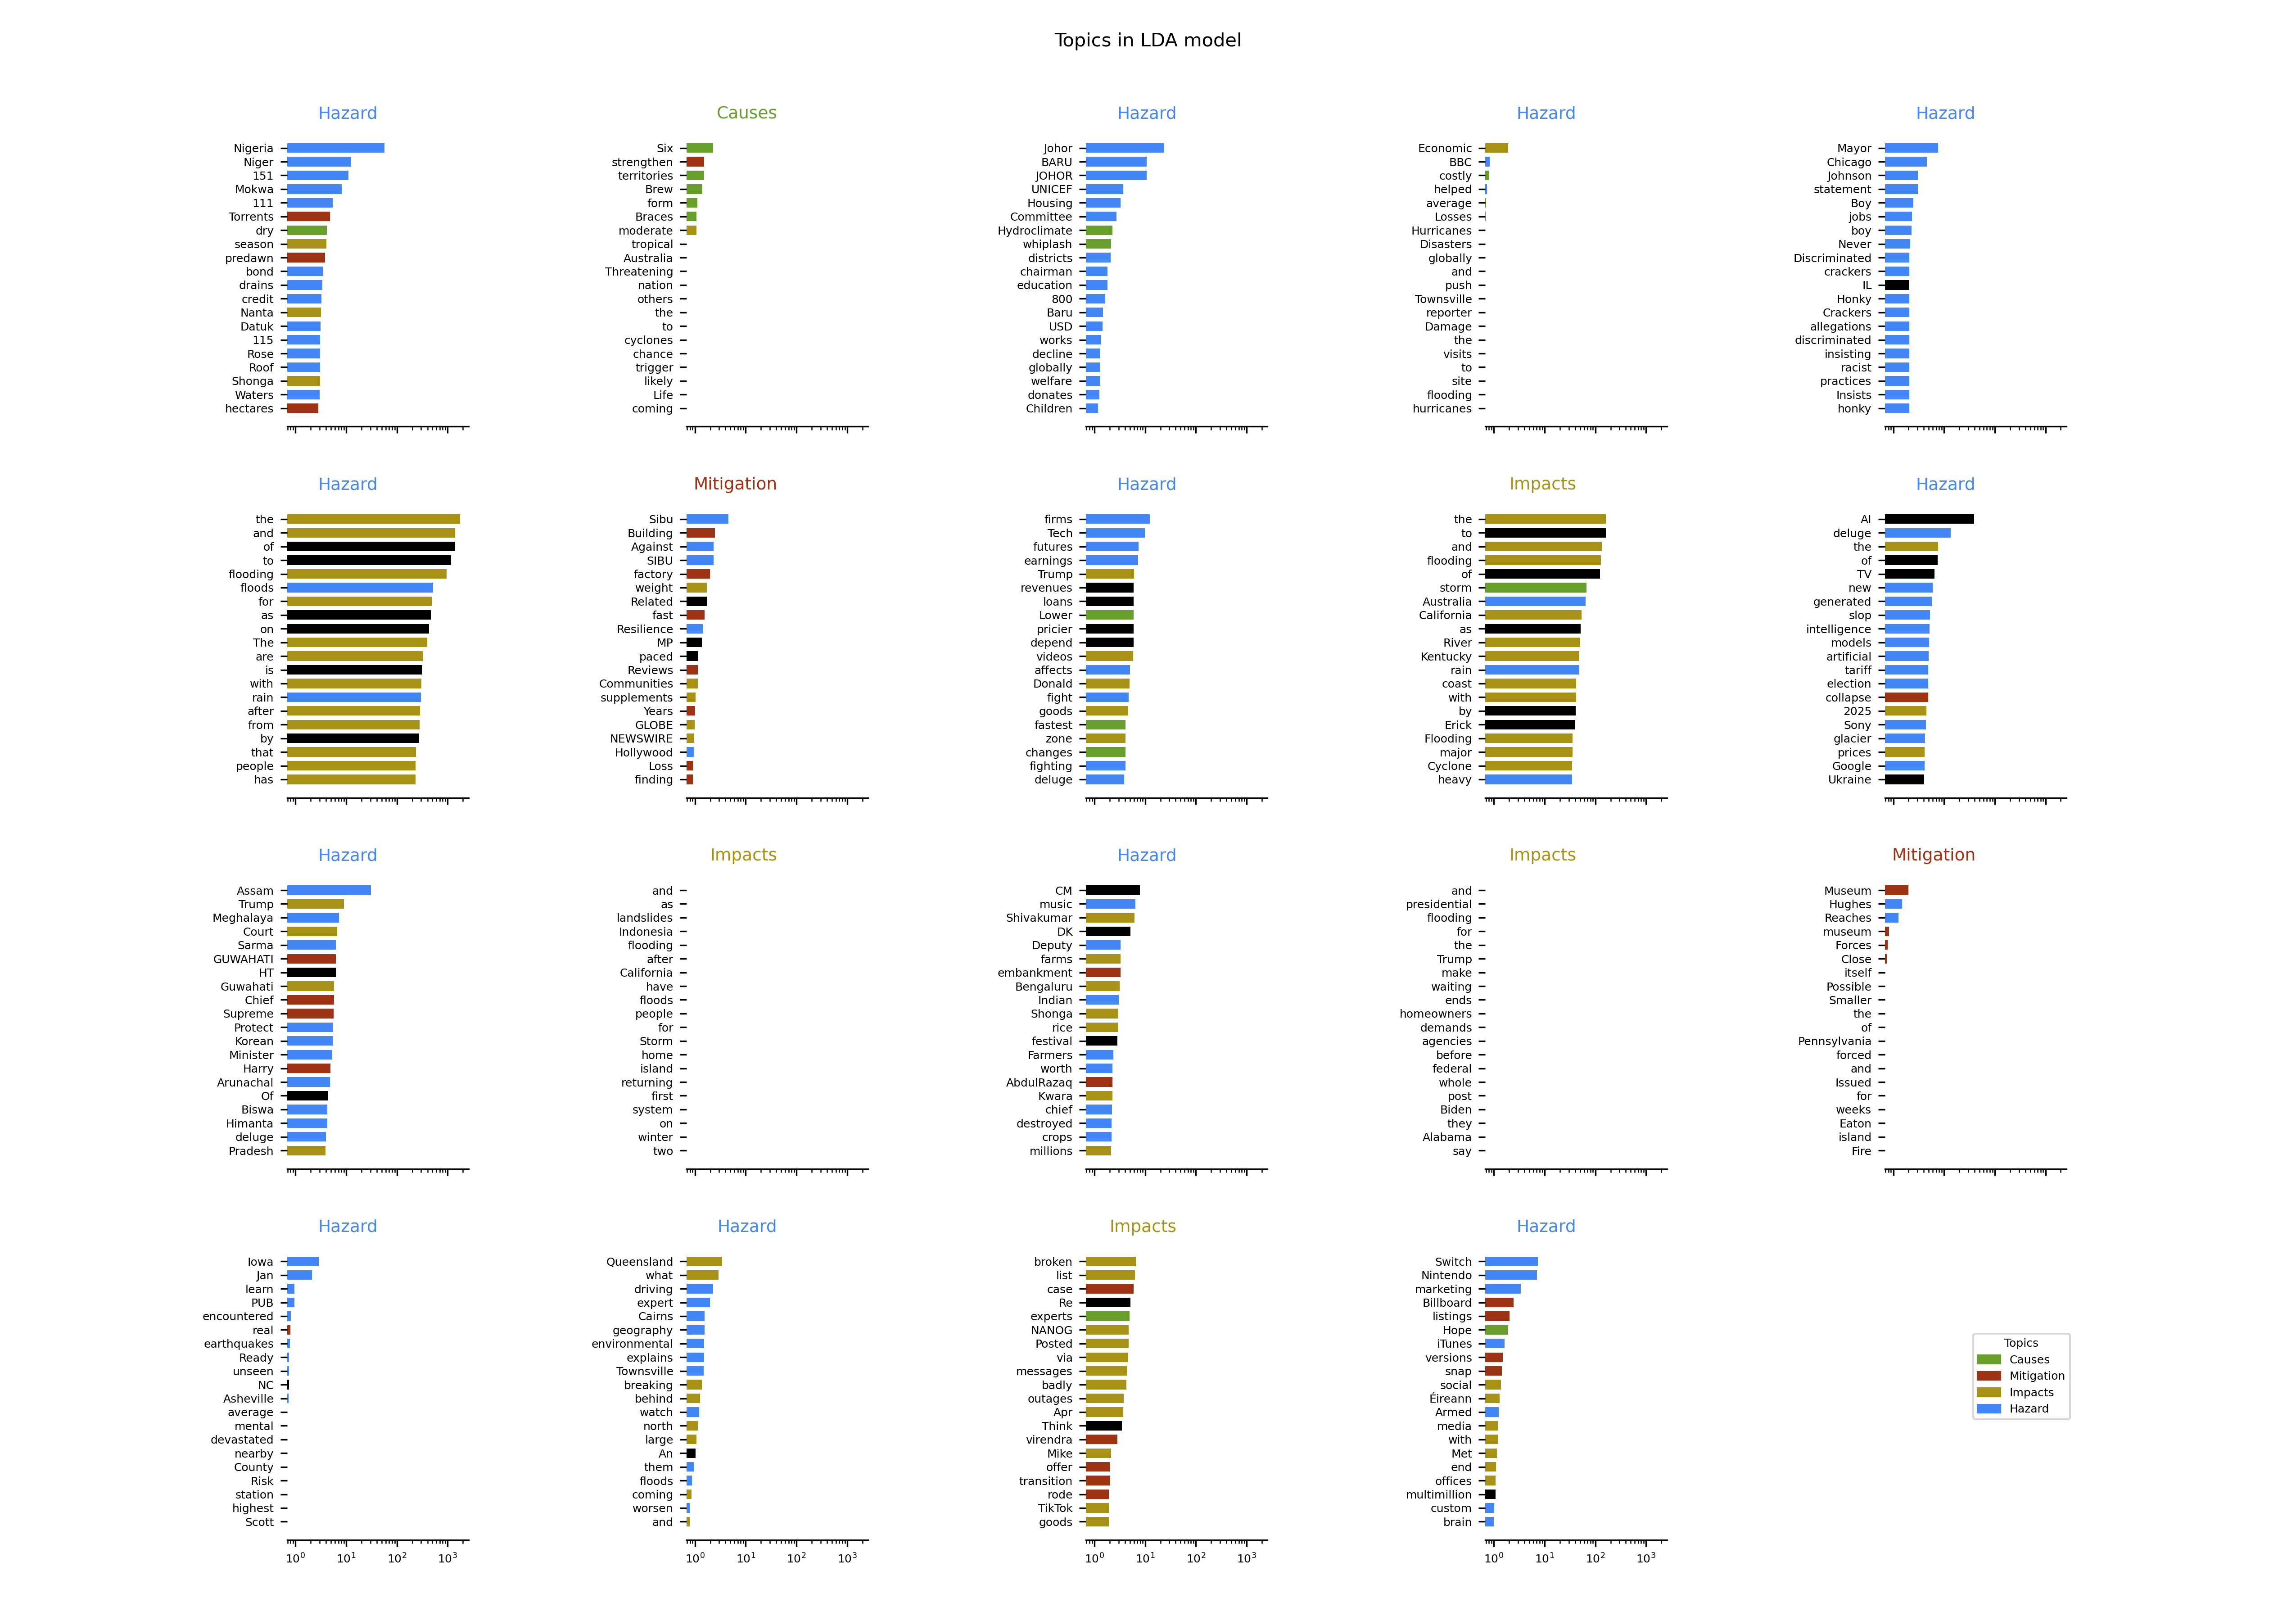 Topics in LDA model
Hazard
Nigeria
Niger
151
Mokwa
111
Torrents
dry
season
predawn
bond
drains
credit
Nanta
Datuk
115
Rose
Roof
Shonga
Waters
hectares
Causes
Six
strengthen
territories
Brew
form
Braces
moderate
tropical
Australia
Threatening
nation
others
the
to
cyclones
chance
trigger
likely
Life
coming
Hazard
Johor
BARU
JOHOR
UNICEF
Housing
Committee
Hydroclimate
whiplash
districts
chairman
education
800
Baru
USD
works
decline
globally
welfare
donates
Children
Hazard
Economic
BBC
costly
helped
average
Losses
Hurricanes
Disasters
globally
and
push
Townsville
reporter
Damage
the
visits
to
site
flooding
hurricanes
Hazard
Mayor
Chicago
Johnson
statement
Boy
jobs
boy
Never
Discriminated
crackers
IL
Honky
Crackers
allegations
discriminated
insisting
racist
practices
Insists
honky
Hazard
the
and
of
to
flooding
floods
for
as
on
The
are
is
with
rain
after
from
by
that
people
has
Mitigation
Sibu
Building
Against
SIBU
factory
weight
Related
fast
Resilience
MP
paced
Reviews
Communities
supplements
Years
GLOBE
NEWSWIRE
Hollywood
Loss
finding
Hazard
firms
Tech
futures
earnings
Trump
revenues
loans
Lower
pricier
depend
videos
affects
Donald
fight
goods
fastest
zone
changes
fighting
deluge
Impacts
the
to
and
flooding
of
storm
Australia
California
as
River
Kentucky
rain
coast
with
by
Erick
Flooding
major
Cyclone
heavy
Hazard
AI
deluge
the
of
TV
new
generated
slop
intelligence
models
artificial
tariff
election
collapse
2025
Sony
glacier
prices
Google
Ukraine
Hazard
Assam
Trump
Meghalaya
Court
Sarma
GUWAHATI
HT
Guwahati
Chief
Supreme
Protect
Korean
Minister
Harry
Arunachal
Of
Biswa
Himanta
deluge
Pradesh
Impacts
and
as
landslides
Indonesia
flooding
after
California
have
floods
people
for
Storm
home
island
returning
first
system
on
winter
two
Hazard
CM
music
Shivakumar
DK
Deputy
farms
embankment
Bengaluru
Indian
Shonga
rice
festival
Farmers
worth
AbdulRazaq
Kwara
chief
destroyed
crops
millions
Impacts
and
presidential
flooding
for
the
Trump
make
waiting
ends
homeowners
demands
agencies
before
federal
whole
post
Biden
they
Alabama
say
Mitigation
Museum
Hughes
Reaches
museum
Forces
Close
itself
Possible
Smaller
the
of
Pennsylvania
forced
and
Issued
for
weeks
Eaton
island
Fire
Hazard
Iowa
Jan
learn
PUB
encountered
real
earthquakes
Ready
unseen
NC
Asheville
average
mental
devastated
nearby
County
Risk
station
highest
Scott
10⁰ 10¹ 10² 10³
Hazard
Queensland
what
driving
expert
Cairns
geography
environmental
explains
Townsville
breaking
behind
watch
north
large
An
them
floods
coming
worsen
and
10⁰ 10¹ 10² 10³
Impacts
broken
list
case
Re
experts
NANOG
Posted
via
messages
badly
outages
Apr
Think
virendra
Mike
offer
transition
rode
TikTok
goods
10⁰ 10¹ 10² 10³
Hazard
Switch
Nintendo
marketing
Billboard
listings
Hope
iTunes
versions
snap
social
Éireann
Armed
media
with
Met
end
offices
multimillion
custom
brain
10⁰ 10¹ 10² 10³
Topics
Causes
Mitigation
Impacts
Hazard